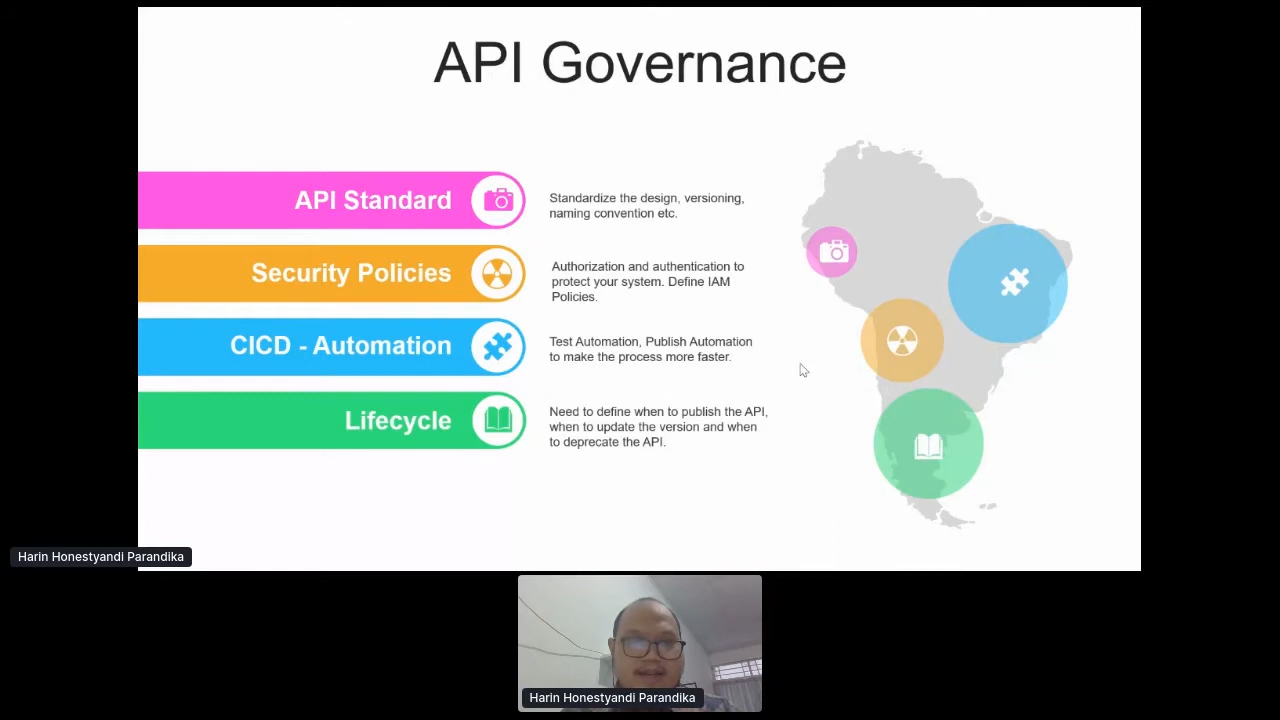 API Governance
API Standard
Standardize the design, versioning,
naming convention etc.
Security Policies
Authorization and authentication to
protect your system. Define IAM
Policies.
CICD - Automation
Test Automation, Publish Automation
to make the process more faster.
Lifecycle
Need to define when to publish the API,
when to update the version and when
to deprecate the API.
Harin Honestyandi Parandika
Harin Honestyandi Parandika